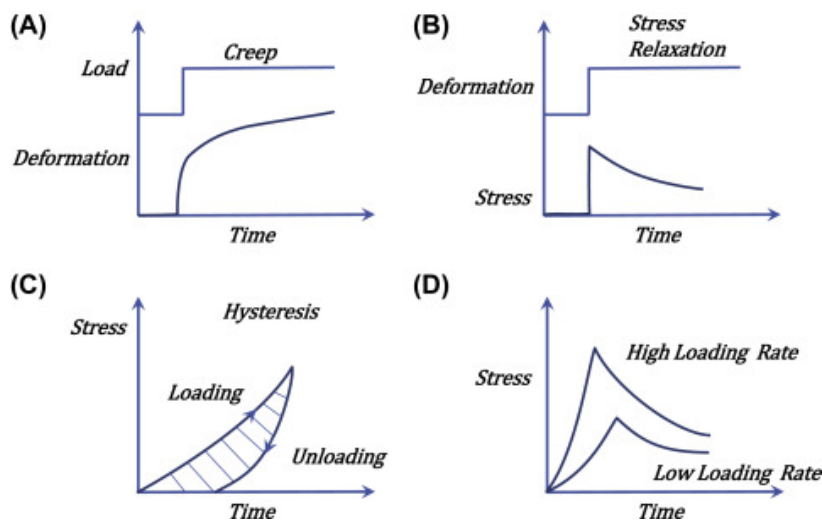 (A)
Load
Creep
Deformation
Time
(B)
Stress
Relaxation
Deformation
Stress
Time
(C)
Stress
Hysteresis
Loading
Unloading
Time
(D)
Stress
High Loading Rate
Low Loading Rate
Time